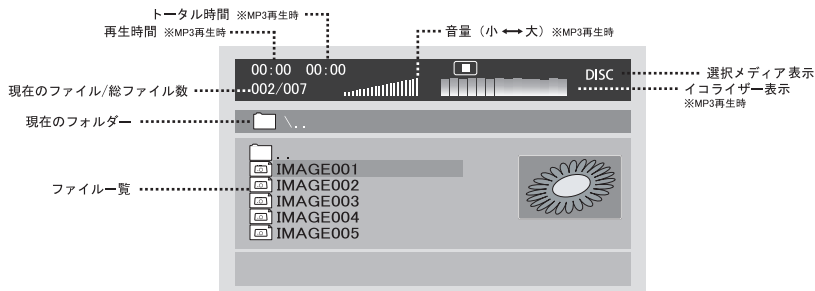 トータル時間 ※MP3再生時
再生時間 ※MP3再生時
音量（小⟷大）※MP3再生時
00:00 00:00
DISC
選択メディア表示
現在のファイル/総ファイル数
002/007
イコライザー表示
※MP3再生時
現在のフォルダー
\..
..
IMAGE001
ファイル一覧
IMAGE002
IMAGE003
IMAGE004
IMAGE005